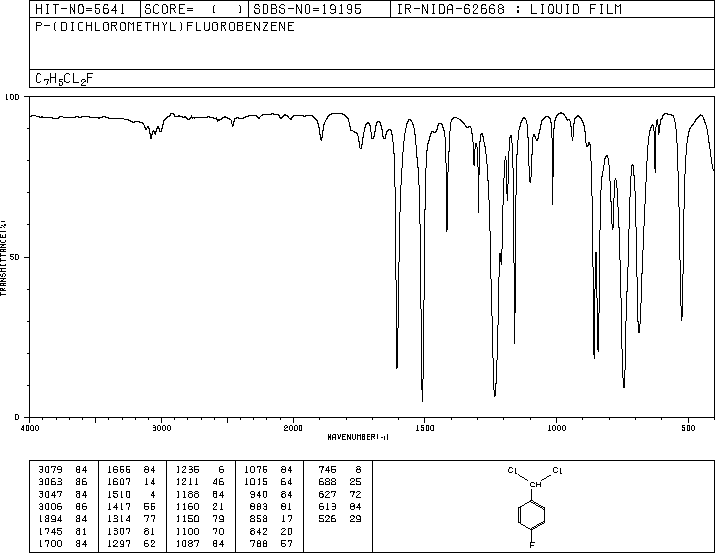 HIT-NO=5641 SCORE= ( ) SDBS-NO=19195 IR-NIDA-62668 : LIQUID FILM
P-(DICHLOROMETHYL)FLUOROBENZENE
C7H5CL2F
100
50
0
TRANSMITTANCE(%)
4000 3000 2000 1500 1000 500
WAVENUMBER(-1)
3079 84 1656 84 1236 6 1076 84 746 8
3063 86 1607 14 1211 46 1015 64 688 25
3047 84 1510 4 1188 84 940 84 627 72
3006 86 1417 55 1160 21 883 81 613 84
1894 84 1314 77 1150 79 858 17 526 29
1745 81 1307 81 1100 70 842 20
1700 84 1297 62 1087 84 788 57
CL CL
CH
F